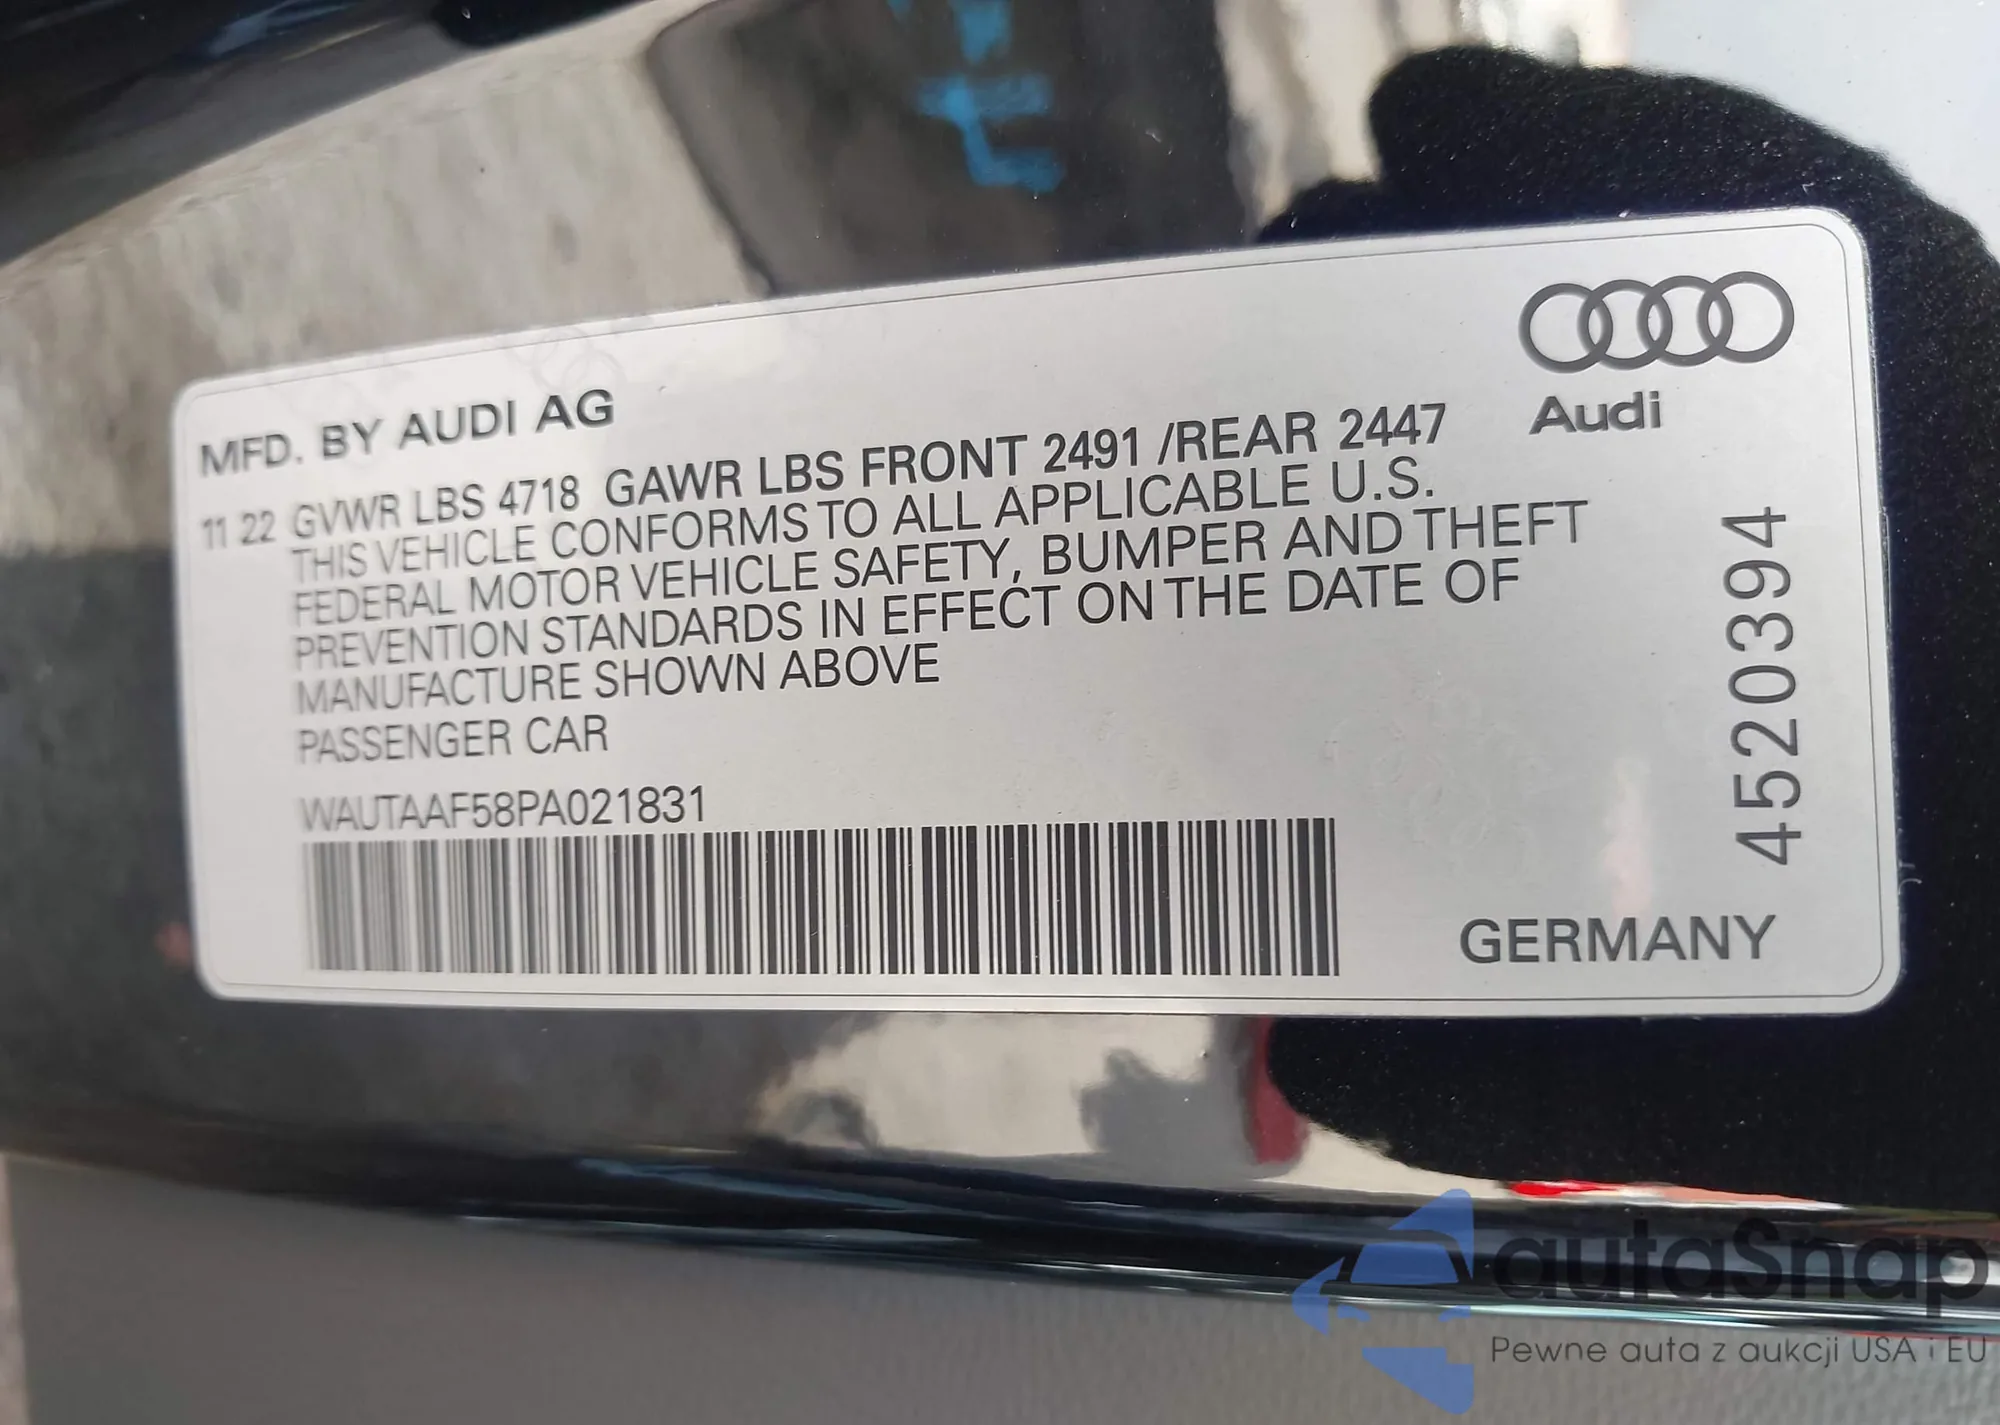 MFD. BY AUDI AG
11 22 GVWR LBS 4718 GAWR LBS FRONT 2491 /REAR 2447
THIS VEHICLE CONFORMS TO ALL APPLICABLE U.S.
FEDERAL MOTOR VEHICLE SAFETY, BUMPER AND THEFT
PREVENTION STANDARDS IN EFFECT ON THE DATE OF
MANUFACTURE SHOWN ABOVE
PASSENGER CAR
WAUTAAF58PA021831
Audi
4520394
GERMANY
autaSnap
Pewne auta z aukcji USA i EU